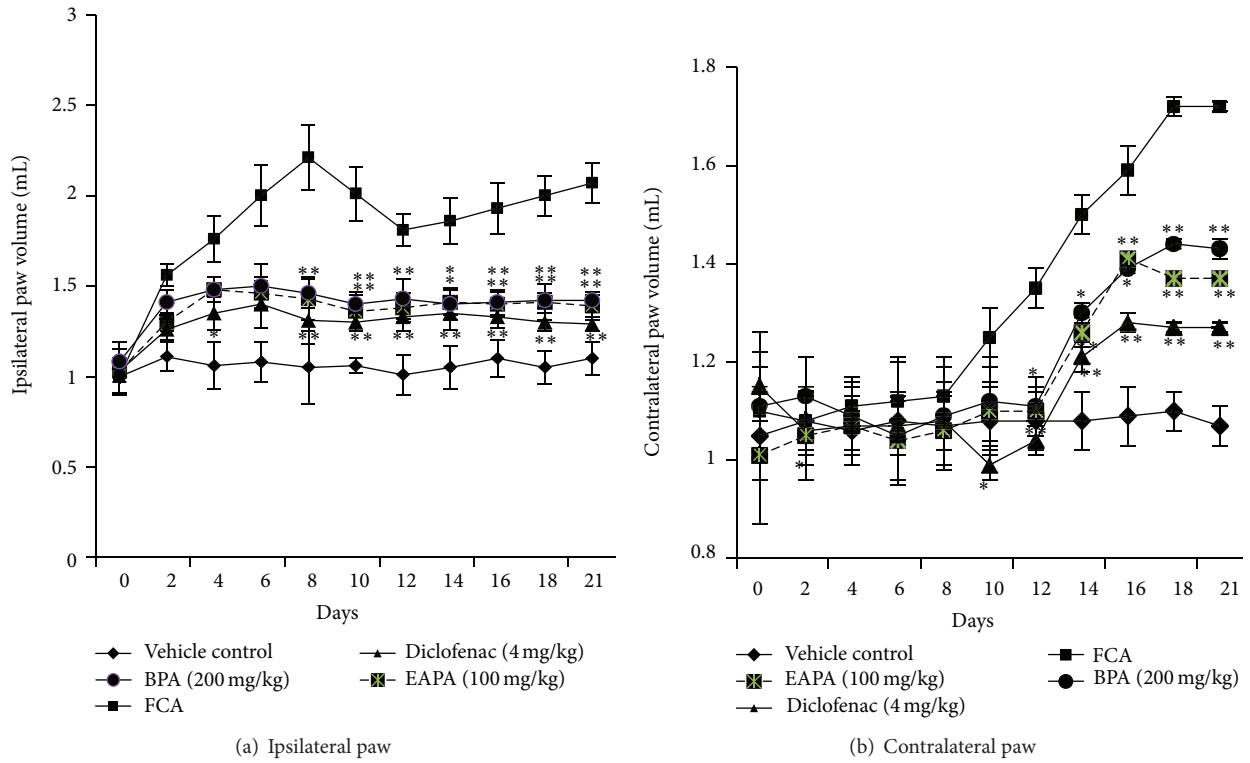 3
2.5
2
1.5
1
0.5
0
Ipsilateral paw volume (mL)
** ** ** ** ** * * ** ** ** ** ** **
* ** ** ** ** ** ** **
0 2 4 6 8 10 12 14 16 18 21
Days
Vehicle control
BPA (200 mg/kg)
FCA
Diclofenac (4 mg/kg)
EAPA (100 mg/kg)
(a) Ipsilateral paw
1.8
1.6
1.4
1.2
1
0.8
Contralateral paw volume (mL)
** ** **
* * ** **
* ** ** ** **
* **
* *
0 2 4 6 8 10 12 14 16 18 21
Days
Vehicle control
EAPA (100 mg/kg)
Diclofenac (4 mg/kg)
FCA
BPA (200 mg/kg)
(b) Contralateral paw